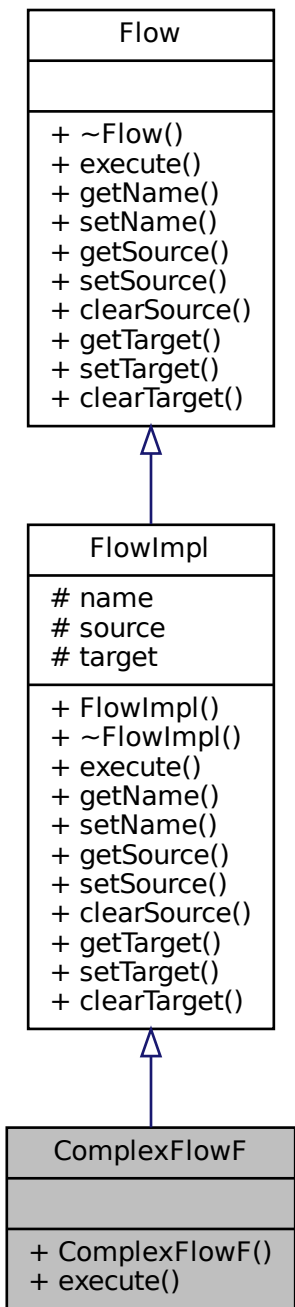 Flow
+ ~Flow()
+ execute()
+ getName()
+ setName()
+ getSource()
+ setSource()
+ clearSource()
+ getTarget()
+ setTarget()
+ clearTarget()
FlowImpl
# name
# source
# target
+ FlowImpl()
+ ~FlowImpl()
+ execute()
+ getName()
+ setName()
+ getSource()
+ setSource()
+ clearSource()
+ getTarget()
+ setTarget()
+ clearTarget()
ComplexFlowF
+ ComplexFlowF()
+ execute()